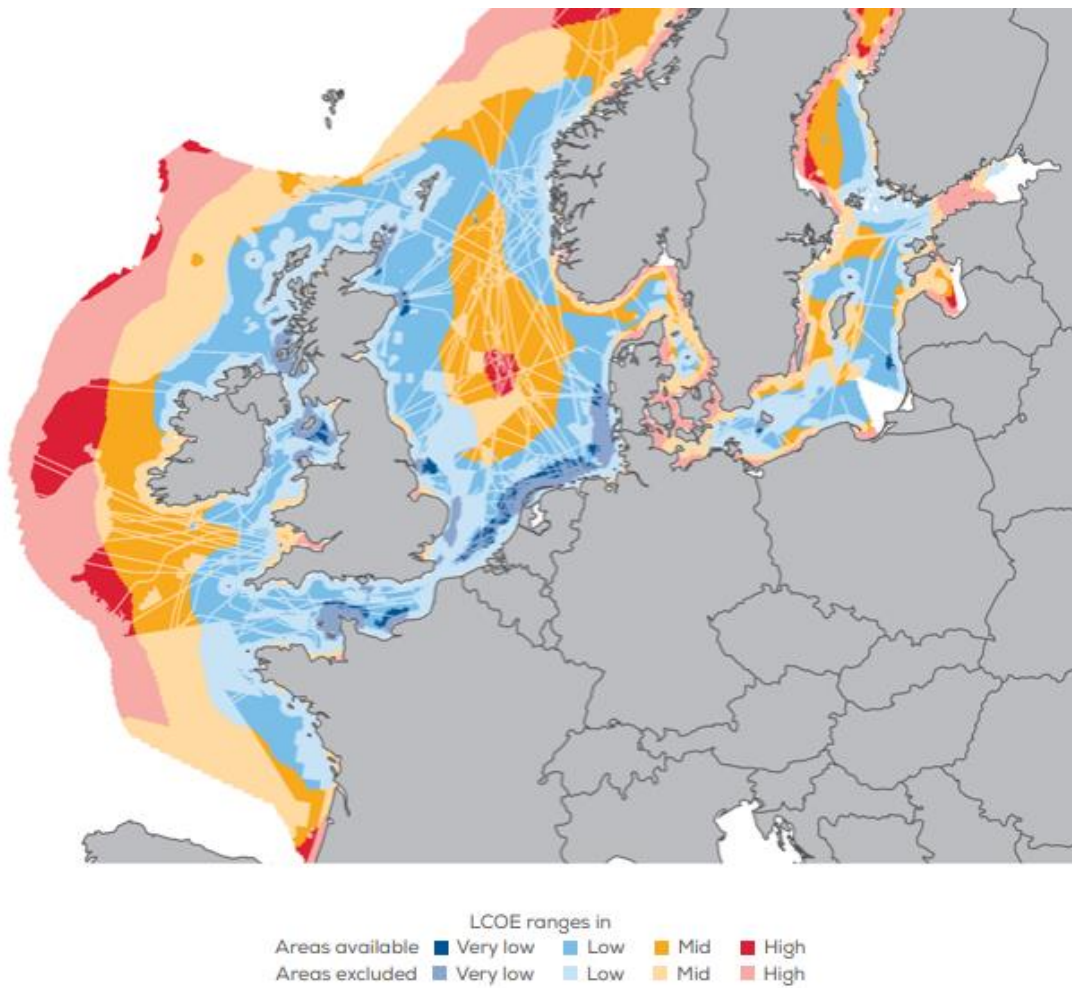 LCOE ranges in
Areas available Very low Low Mid High
Areas excluded Very low Low Mid High